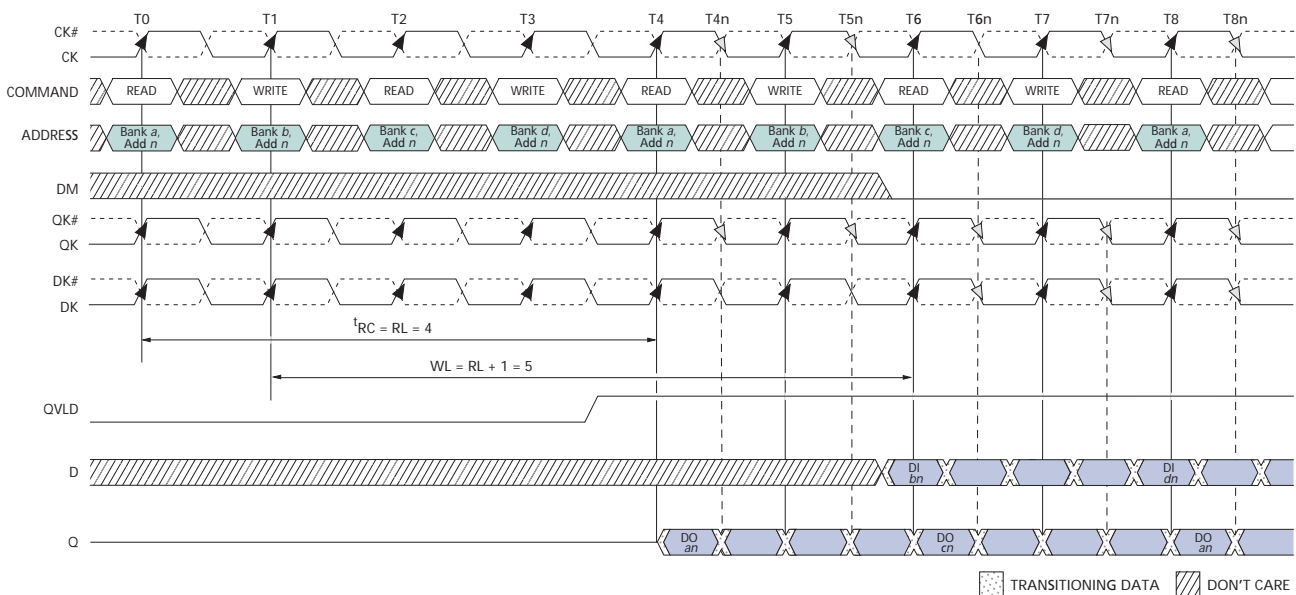 T0 T1 T2 T3 T4 T4n T5 T5n T6 T6n T7 T7n T8 T8n
CK#
CK
COMMAND READ WRITE READ WRITE READ WRITE READ WRITE READ
ADDRESS Bank a, Add n Bank b, Add n Bank c, Add n Bank d, Add n Bank a, Add n Bank b, Add n Bank c, Add n Bank d, Add n Bank a, Add n
DM
QK#
QK
DK#
DK
tRC = RL = 4
WL = RL + 1 = 5
QVLD
D DI bn DI dn
Q DO an DO cn DO an
TRANSITIONING DATA DON'T CARE